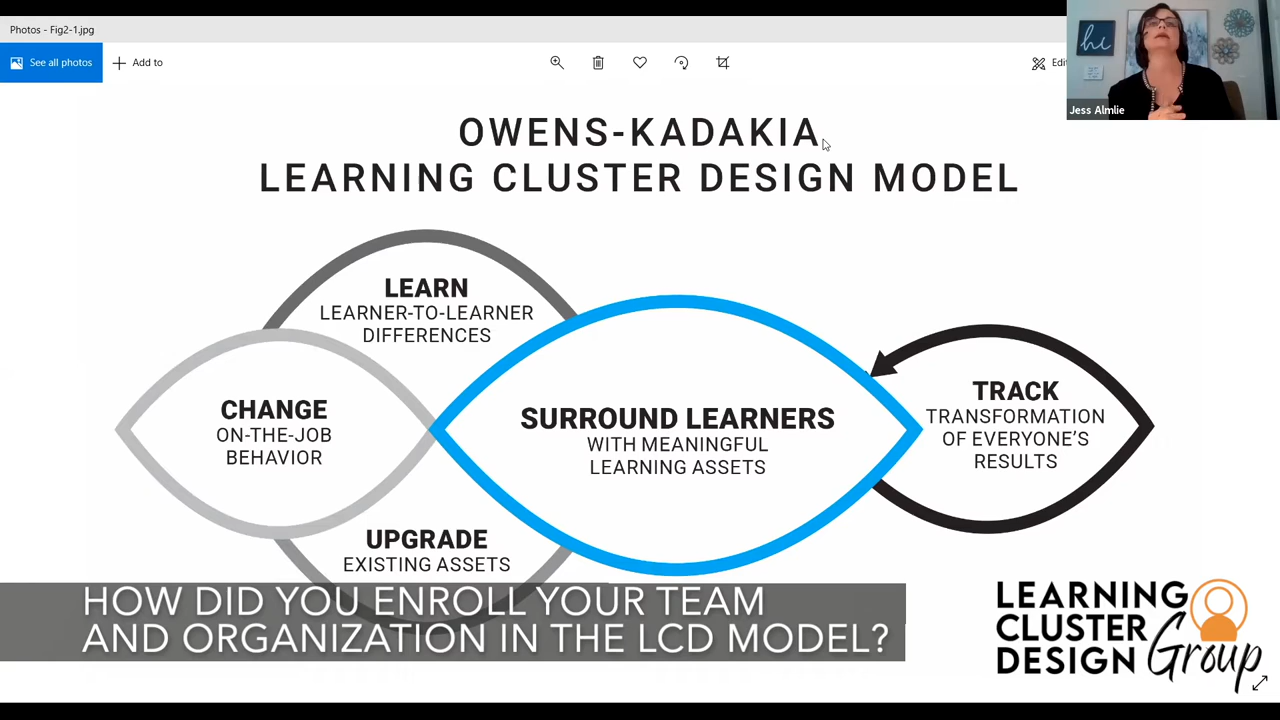 Photos - Fig2-1.jpg
See all photos
Add to
Edi
hi
Jess Almlie
OWENS-KADAKIA
LEARNING CLUSTER DESIGN MODEL
LEARN
LEARNER-TO-LEARNER
DIFFERENCES
CHANGE
ON-THE-JOB
BEHAVIOR
SURROUND LEARNERS
WITH MEANINGFUL
LEARNING ASSETS
TRACK
TRANSFORMATION
OF EVERYONE'S
RESULTS
UPGRADE
EXISTING ASSETS
HOW DID YOU ENROLL YOUR TEAM
AND ORGANIZATION IN THE LCD MODEL?
LEARNING
CLUSTER
DESIGN Group